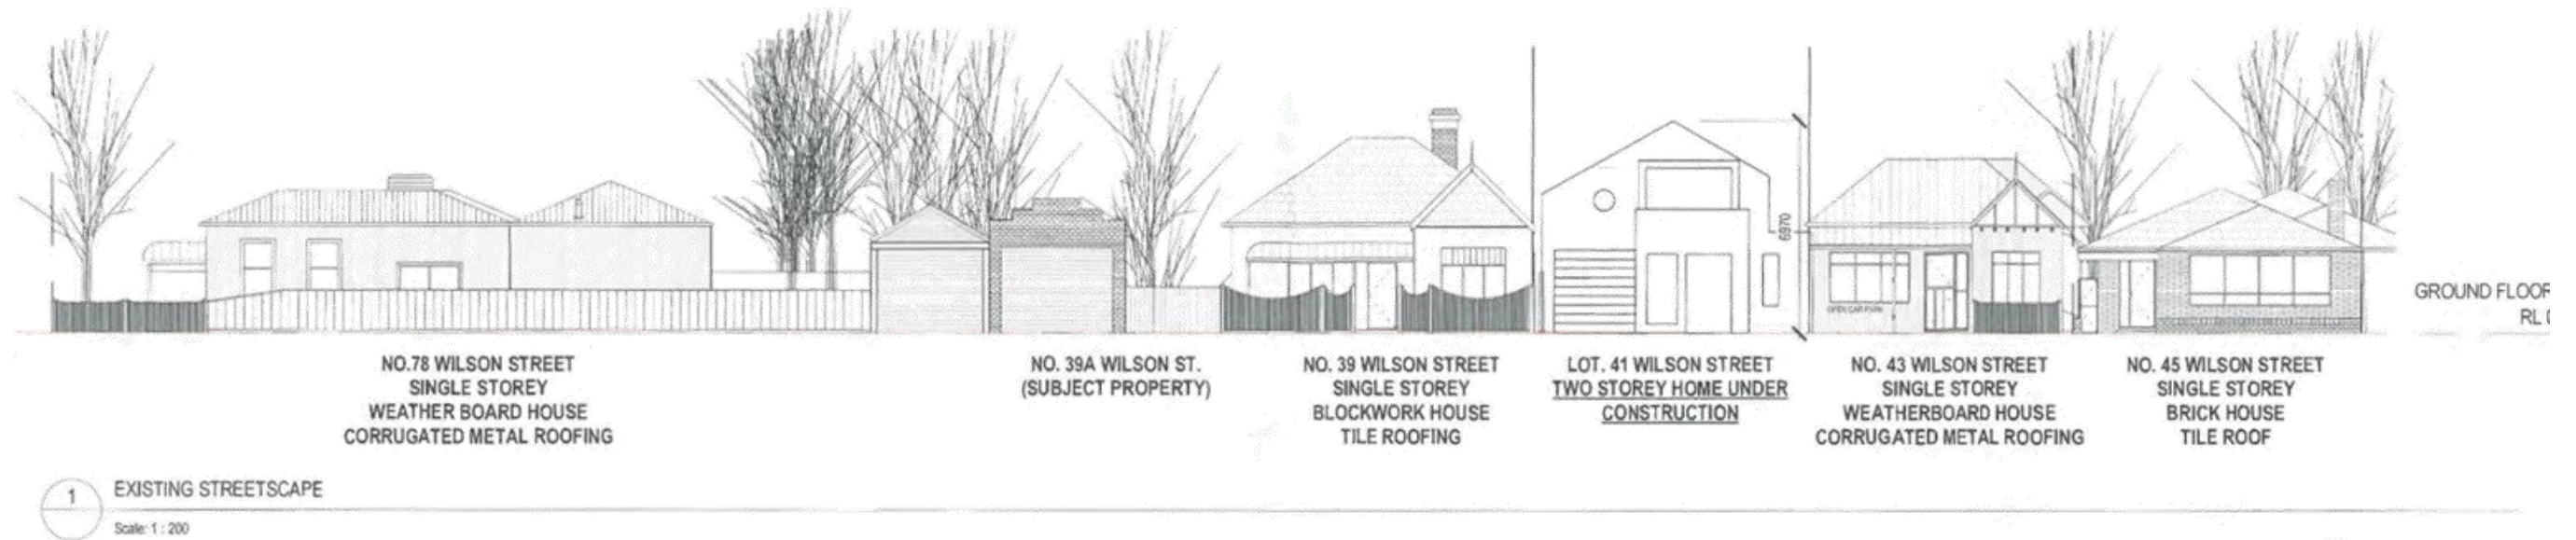 6970
OPEN CAR PARK
GROUND FLOOR
RL
NO.78 WILSON STREET
SINGLE STOREY
WEATHER BOARD HOUSE
CORRUGATED METAL ROOFING
NO. 39A WILSON ST.
(SUBJECT PROPERTY)
NO. 39 WILSON STREET
SINGLE STOREY
BLOCKWORK HOUSE
TILE ROOFING
LOT. 41 WILSON STREET
TWO STOREY HOME UNDER
CONSTRUCTION
NO. 43 WILSON STREET
SINGLE STOREY
WEATHERBOARD HOUSE
CORRUGATED METAL ROOFING
NO. 45 WILSON STREET
SINGLE STOREY
BRICK HOUSE
TILE ROOF
1
EXISTING STREETSCAPE
Scale: 1 : 200